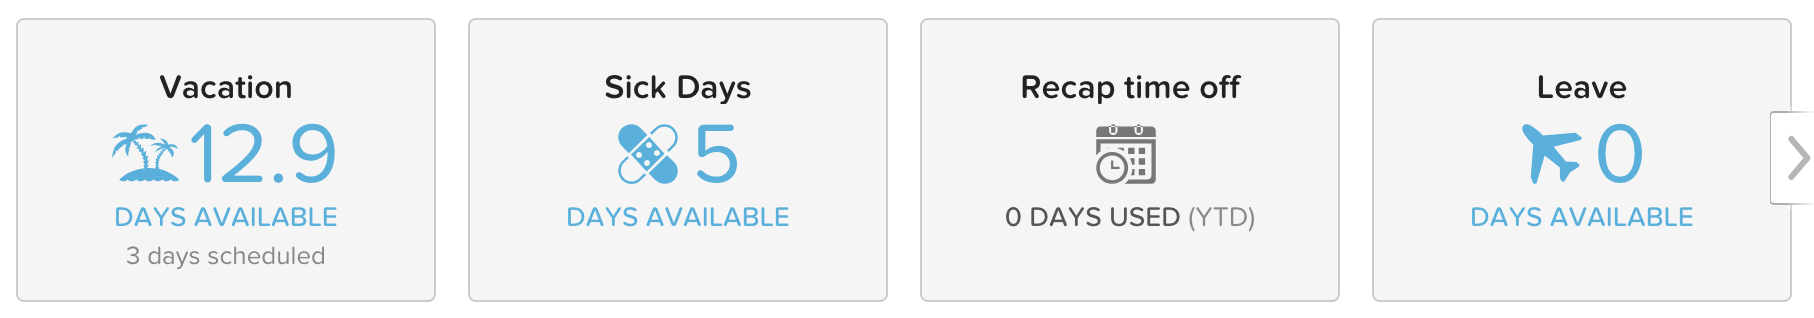 Vacation
12.9
DAYS AVAILABLE
3 days scheduled
Sick Days
5
DAYS AVAILABLE
Recap time off
0 DAYS USED (YTD)
Leave
0
DAYS AVAILABLE